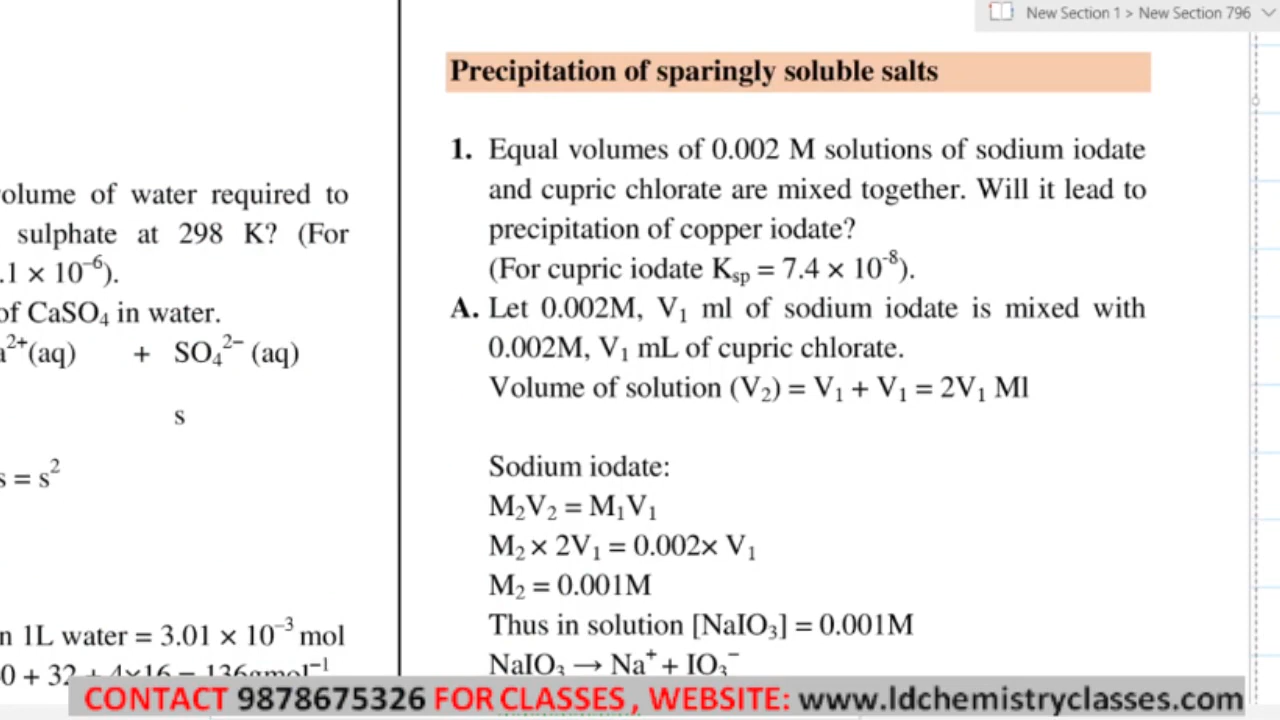 New Section 1 > New Section 796
olume of water required to
sulphate at 298 K? (For
.1 × 10⁻⁶).
of CaSO₄ in water.
²⁺(aq) + SO₄²⁻ (aq)
s
s = s²
n 1L water = 3.01 × 10⁻³ mol
0 + 32 + 4×16 = 136gmol⁻¹
Precipitation of sparingly soluble salts
1. Equal volumes of 0.002 M solutions of sodium iodate
and cupric chlorate are mixed together. Will it lead to
precipitation of copper iodate?
(For cupric iodate Kₛₚ = 7.4 × 10⁻⁸).
A. Let 0.002M, V₁ ml of sodium iodate is mixed with
0.002M, V₁ mL of cupric chlorate.
Volume of solution (V₂) = V₁ + V₁ = 2V₁ Ml
Sodium iodate:
M₂V₂ = M₁V₁
M₂ × 2V₁ = 0.002× V₁
M₂ = 0.001M
Thus in solution [NaIO₃] = 0.001M
NaIO₃ → Na⁺ + IO₃⁻
CONTACT 9878675326 FOR CLASSES , WEBSITE: www.ldchemistryclasses.com